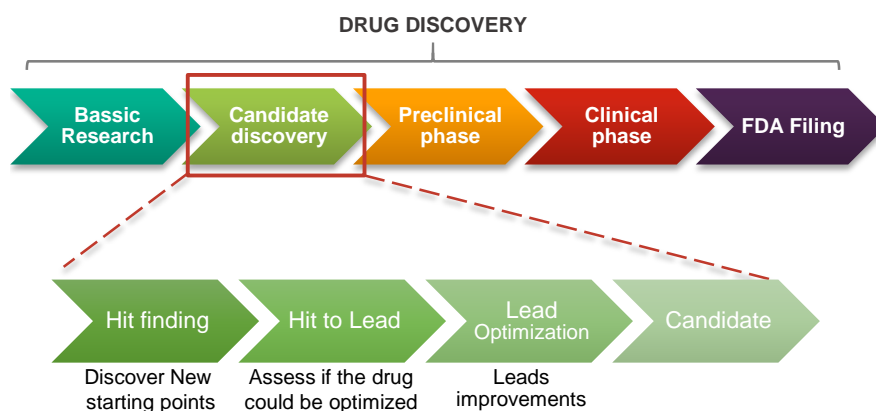 DRUG DISCOVERY
Bassic
Research
Candidate
discovery
Preclinical
phase
Clinical
phase
FDA Filing
Hit finding
Hit to Lead
Lead
Optimization
Candidate
Discover New
starting points
Assess if the drug
could be optimized
Leads
improvements